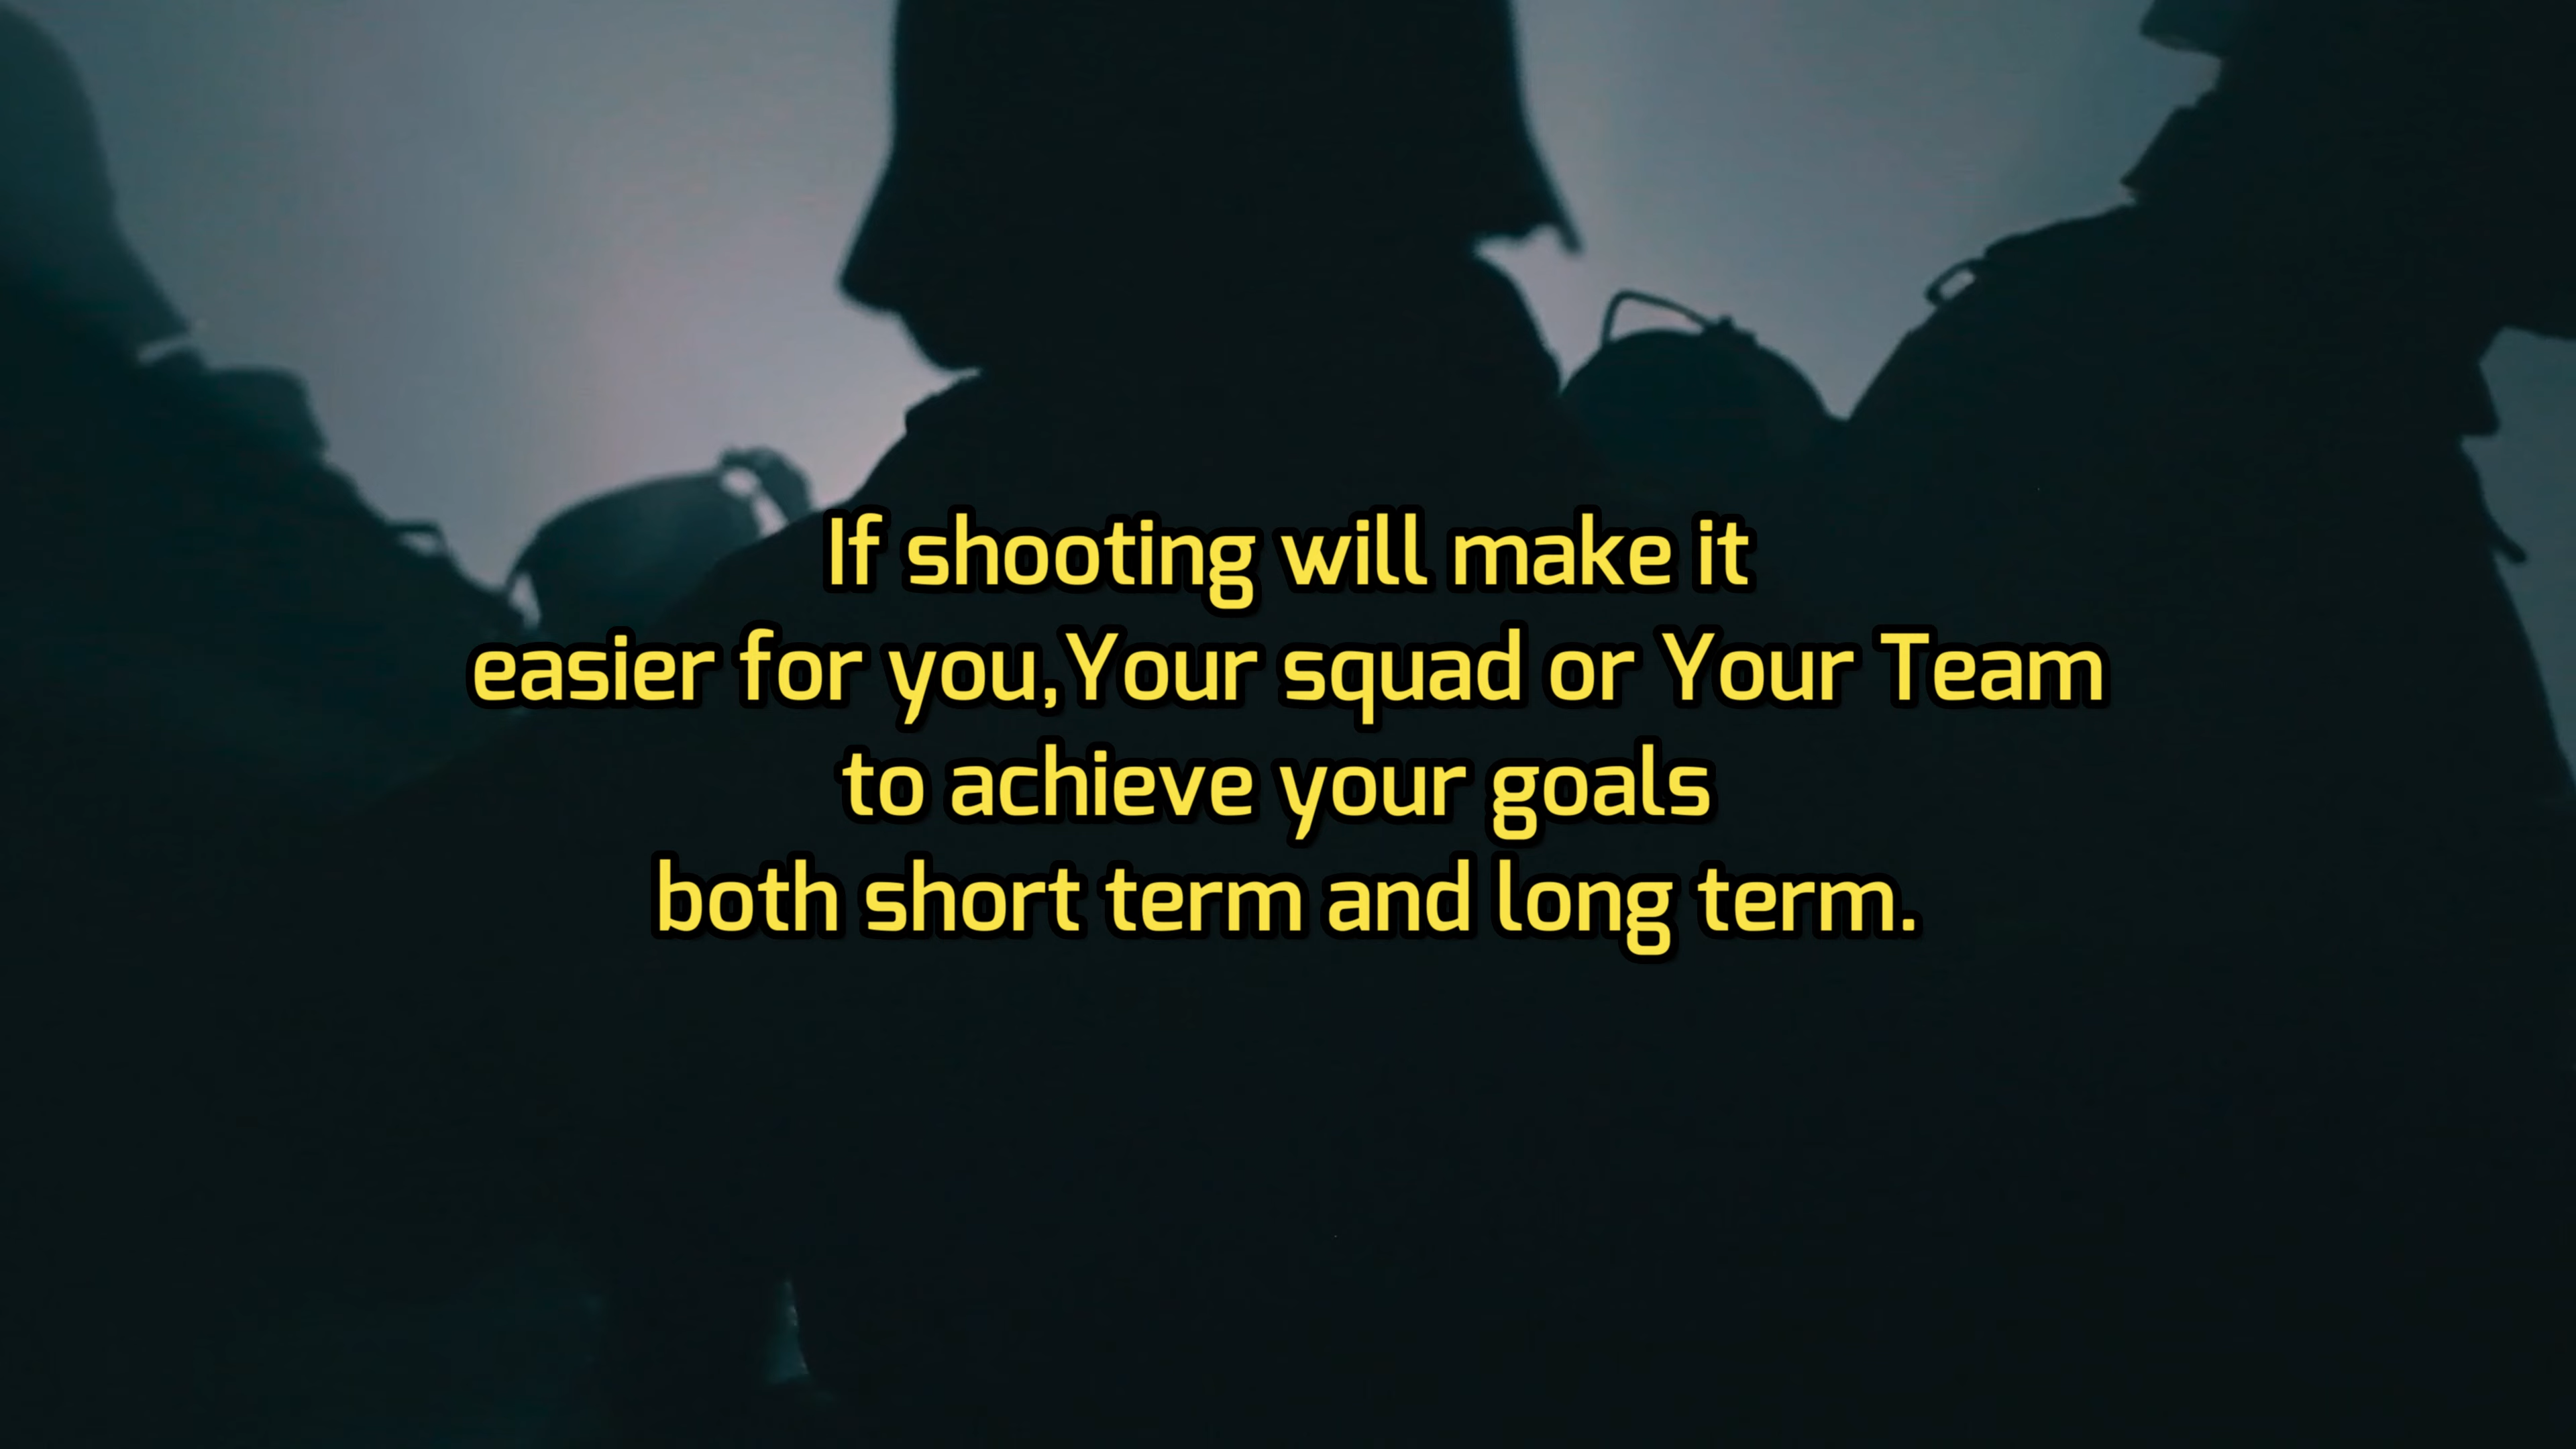 If shooting will make it
easier for you,Your squad or Your Team
to achieve your goals
both short term and long term.